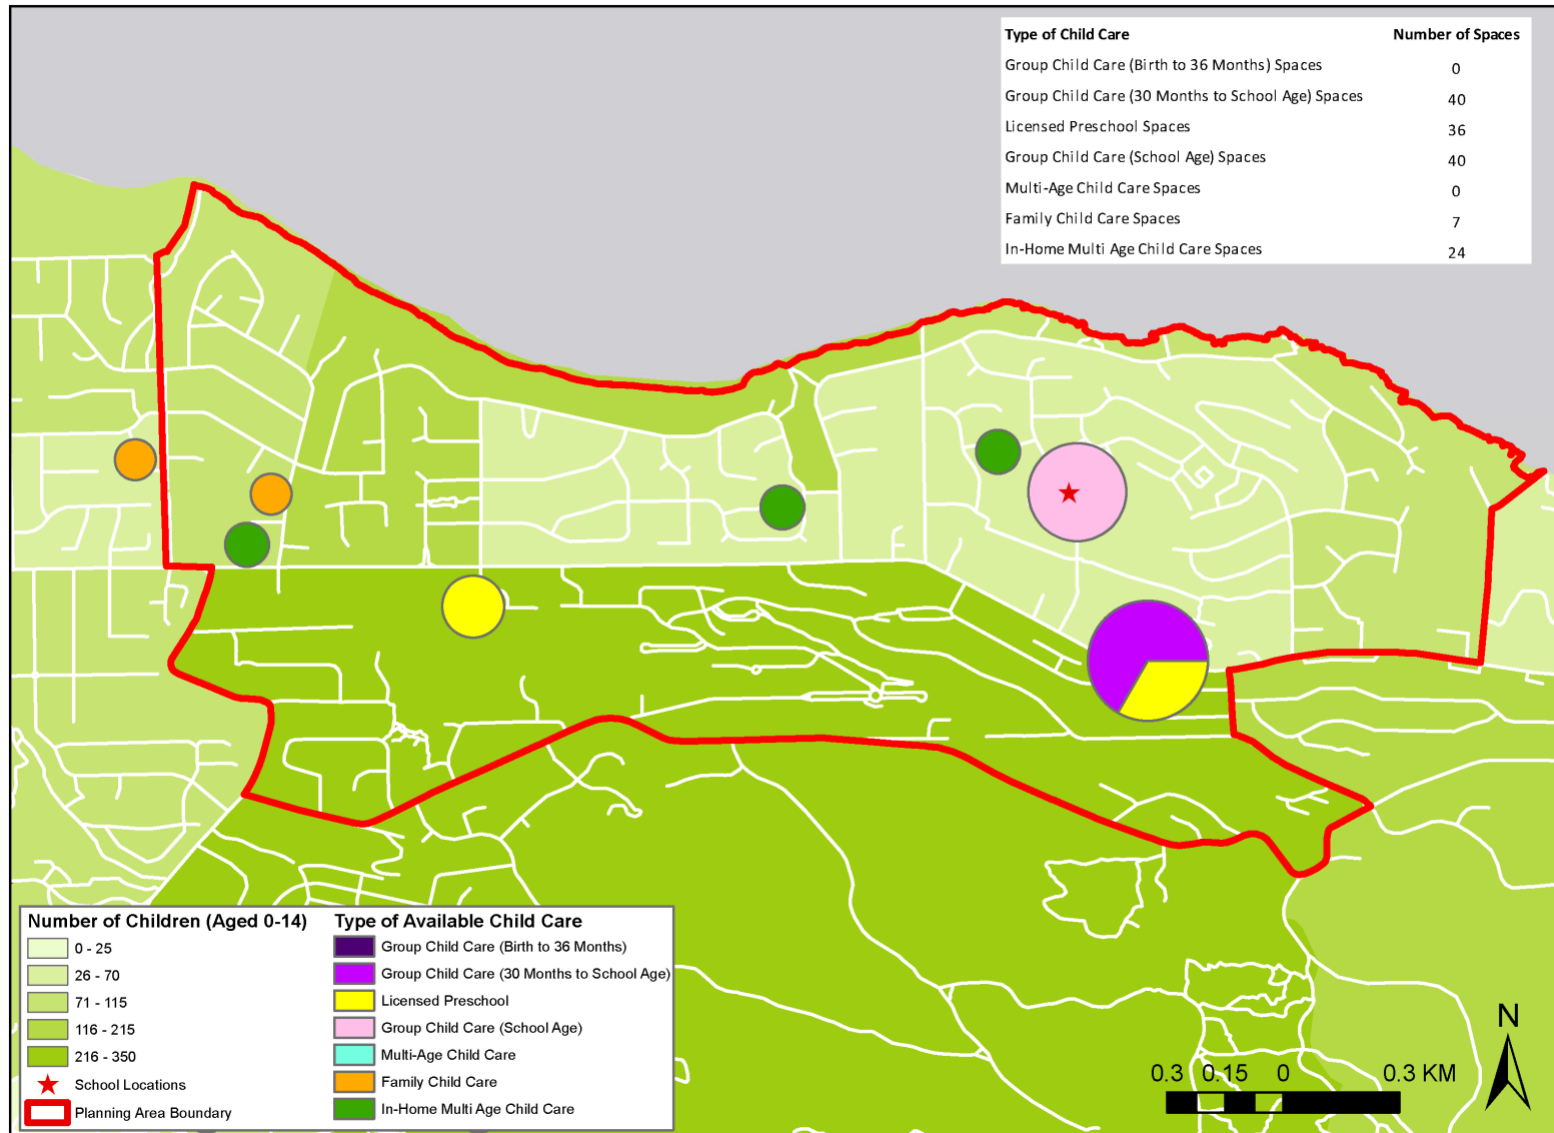 Type of Child Care Number of Spaces
Group Child Care (Birth to 36 Months) Spaces 0
Group Child Care (30 Months to School Age) Spaces 40
Licensed Preschool Spaces 36
Group Child Care (School Age) Spaces 40
Multi-Age Child Care Spaces 0
Family Child Care Spaces 7
In-Home Multi Age Child Care Spaces 24
Number of Children (Aged 0-14)
0 - 25
26 - 70
71 - 115
116 - 215
216 - 350
School Locations
Planning Area Boundary
Type of Available Child Care
Group Child Care (Birth to 36 Months)
Group Child Care (30 Months to School Age)
Licensed Preschool
Group Child Care (School Age)
Multi-Age Child Care
Family Child Care
In-Home Multi Age Child Care
N
0.3 0.15 0 0.3 KM